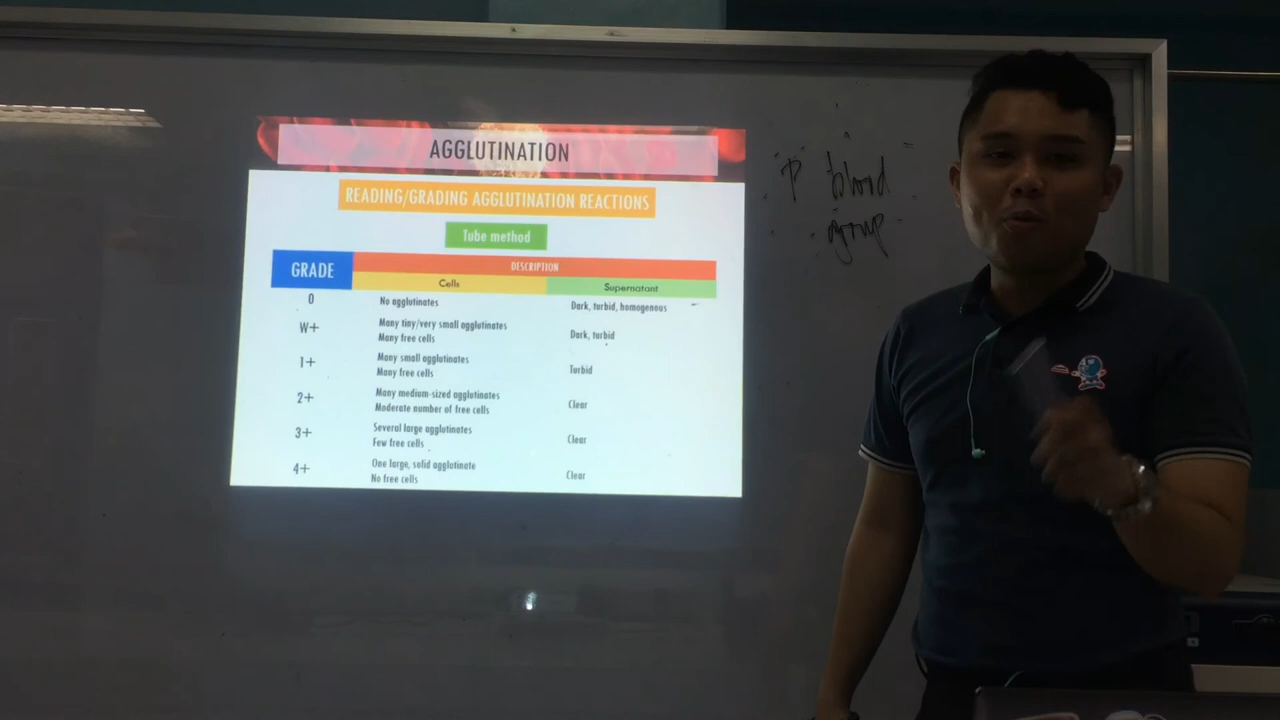 AGGLUTINATION
READING/GRADING AGGLUTINATION REACTIONS
Tube method
GRADE
DESCRIPTION
Cells
Supernatant
0
No agglutinates
Dark, turbid, homogenous
W+
Many tiny/very small agglutinates
Many free cells
Dark, turbid
1+
Many small agglutinates
Many free cells
Turbid
2+
Many medium-sized agglutinates
Moderate number of free cells
Clear
3+
Several large agglutinates
Few free cells
Clear
4+
One large, solid agglutinate
No free cells
Clear
P blood
group